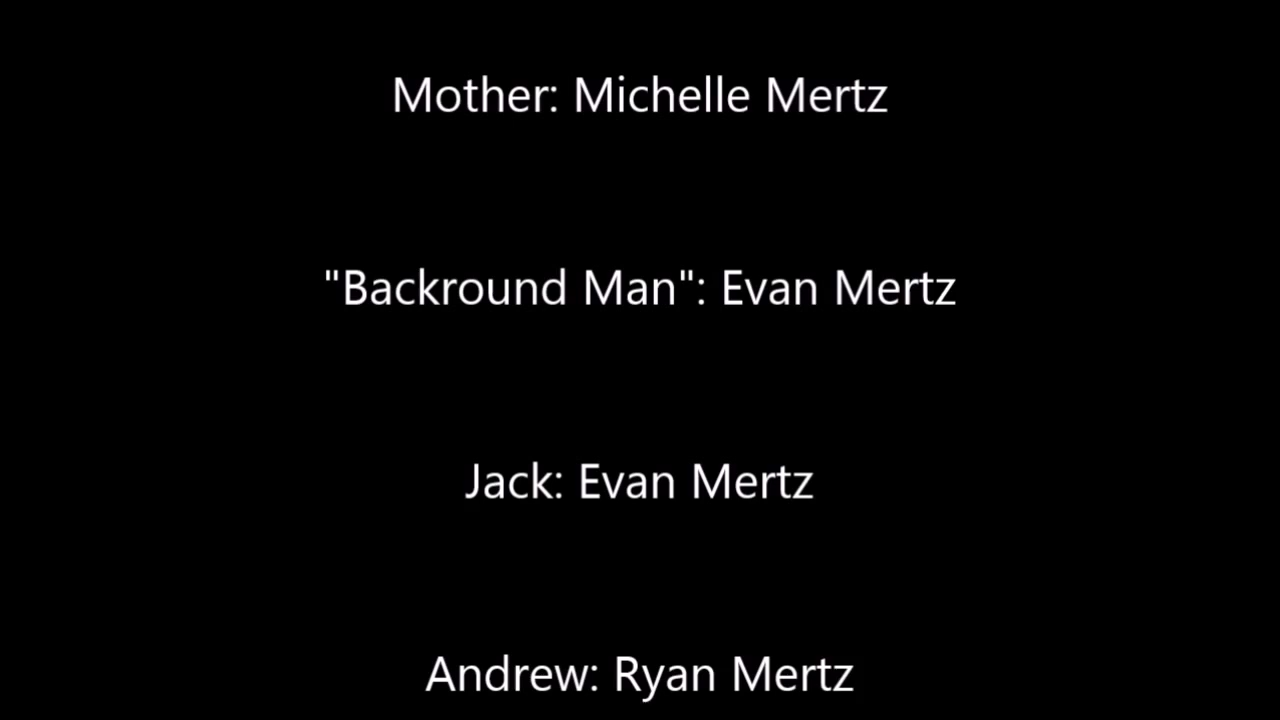 Mother: Michelle Mertz
"Backround Man": Evan Mertz
Jack: Evan Mertz
Andrew: Ryan Mertz